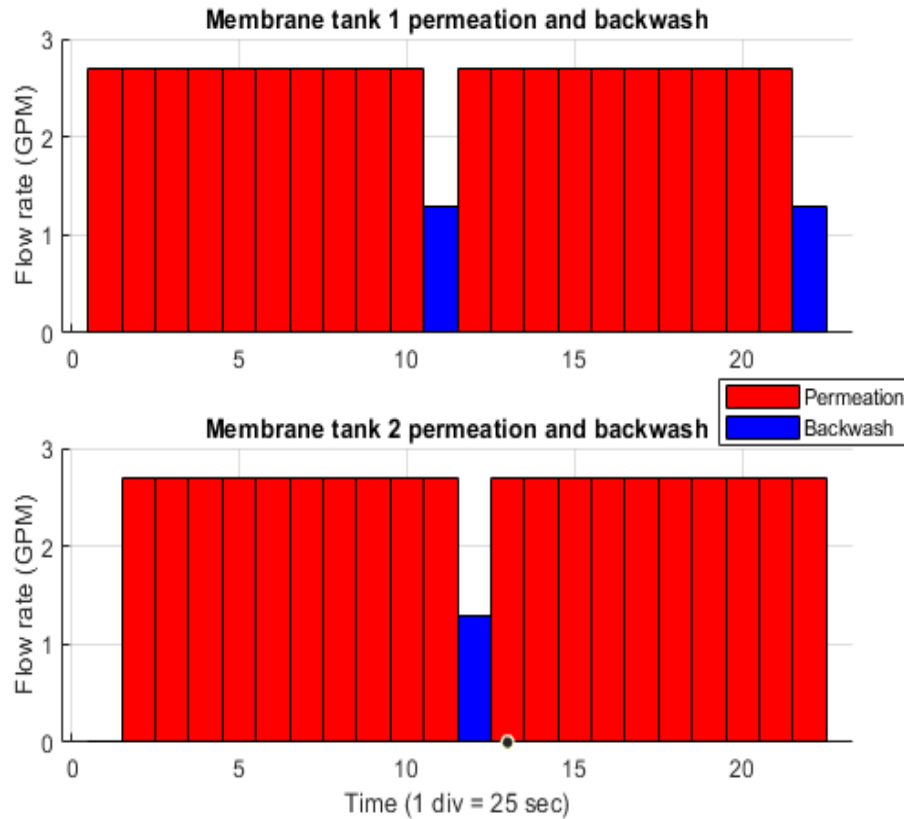 Membrane tank 1 permeation and backwash
3
2
1
0
Flow rate (GPM)
0 5 10 15 20
Permeation
Backwash
Membrane tank 2 permeation and backwash
3
2
1
0
Flow rate (GPM)
0 5 10 15 20
Time (1 div = 25 sec)